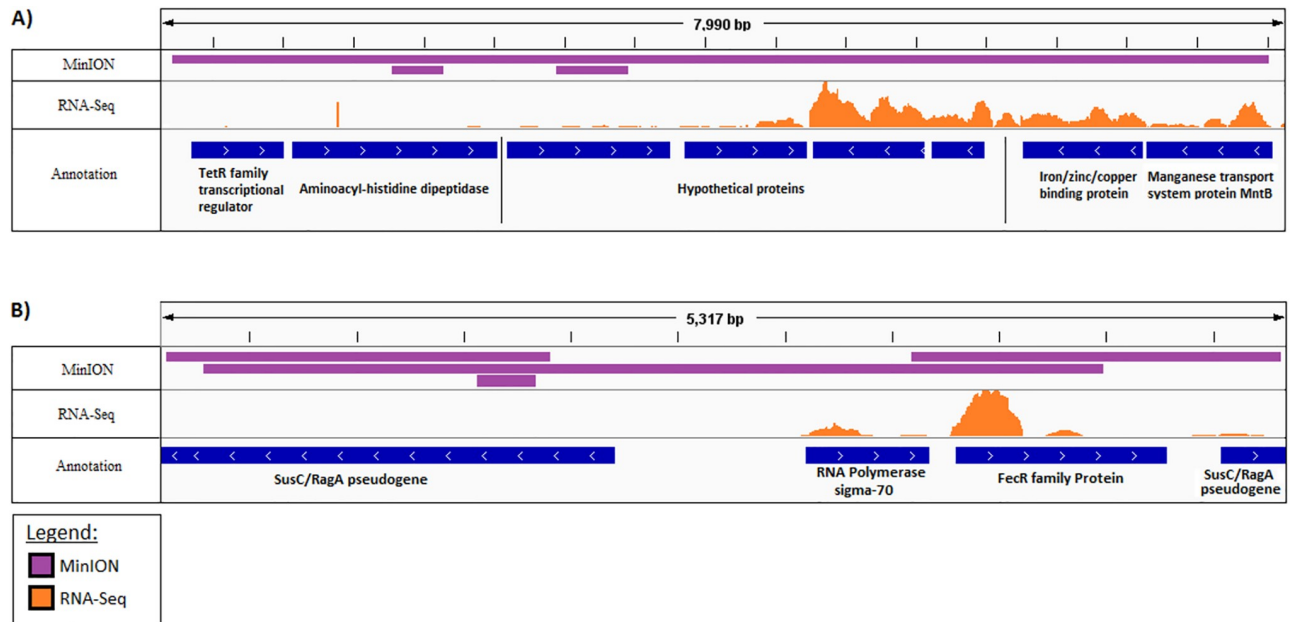 A)
7,990 bp
MinION
RNA-Seq
Annotation
TetR family
transcriptional
regulator
Aminoacyl-histidine dipeptidase
Hypothetical proteins
Iron/zinc/copper
binding protein
Manganese transport
system protein MntB
B)
5,317 bp
MinION
RNA-Seq
Annotation
SusC/RagA pseudogene
RNA Polymerase
sigma-70
FecR family Protein
SusC/RagA
pseudogene
Legend:
MinION
RNA-Seq